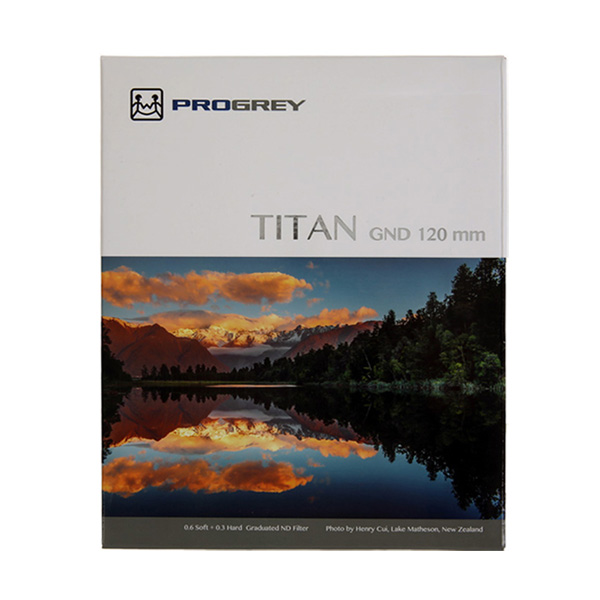 PROGREY
TITAN GND 120 mm
0.6 Soft + 0.3 Hard Graduated ND Filter Photo by Henry Cui, Lake Matheson, New Zealand